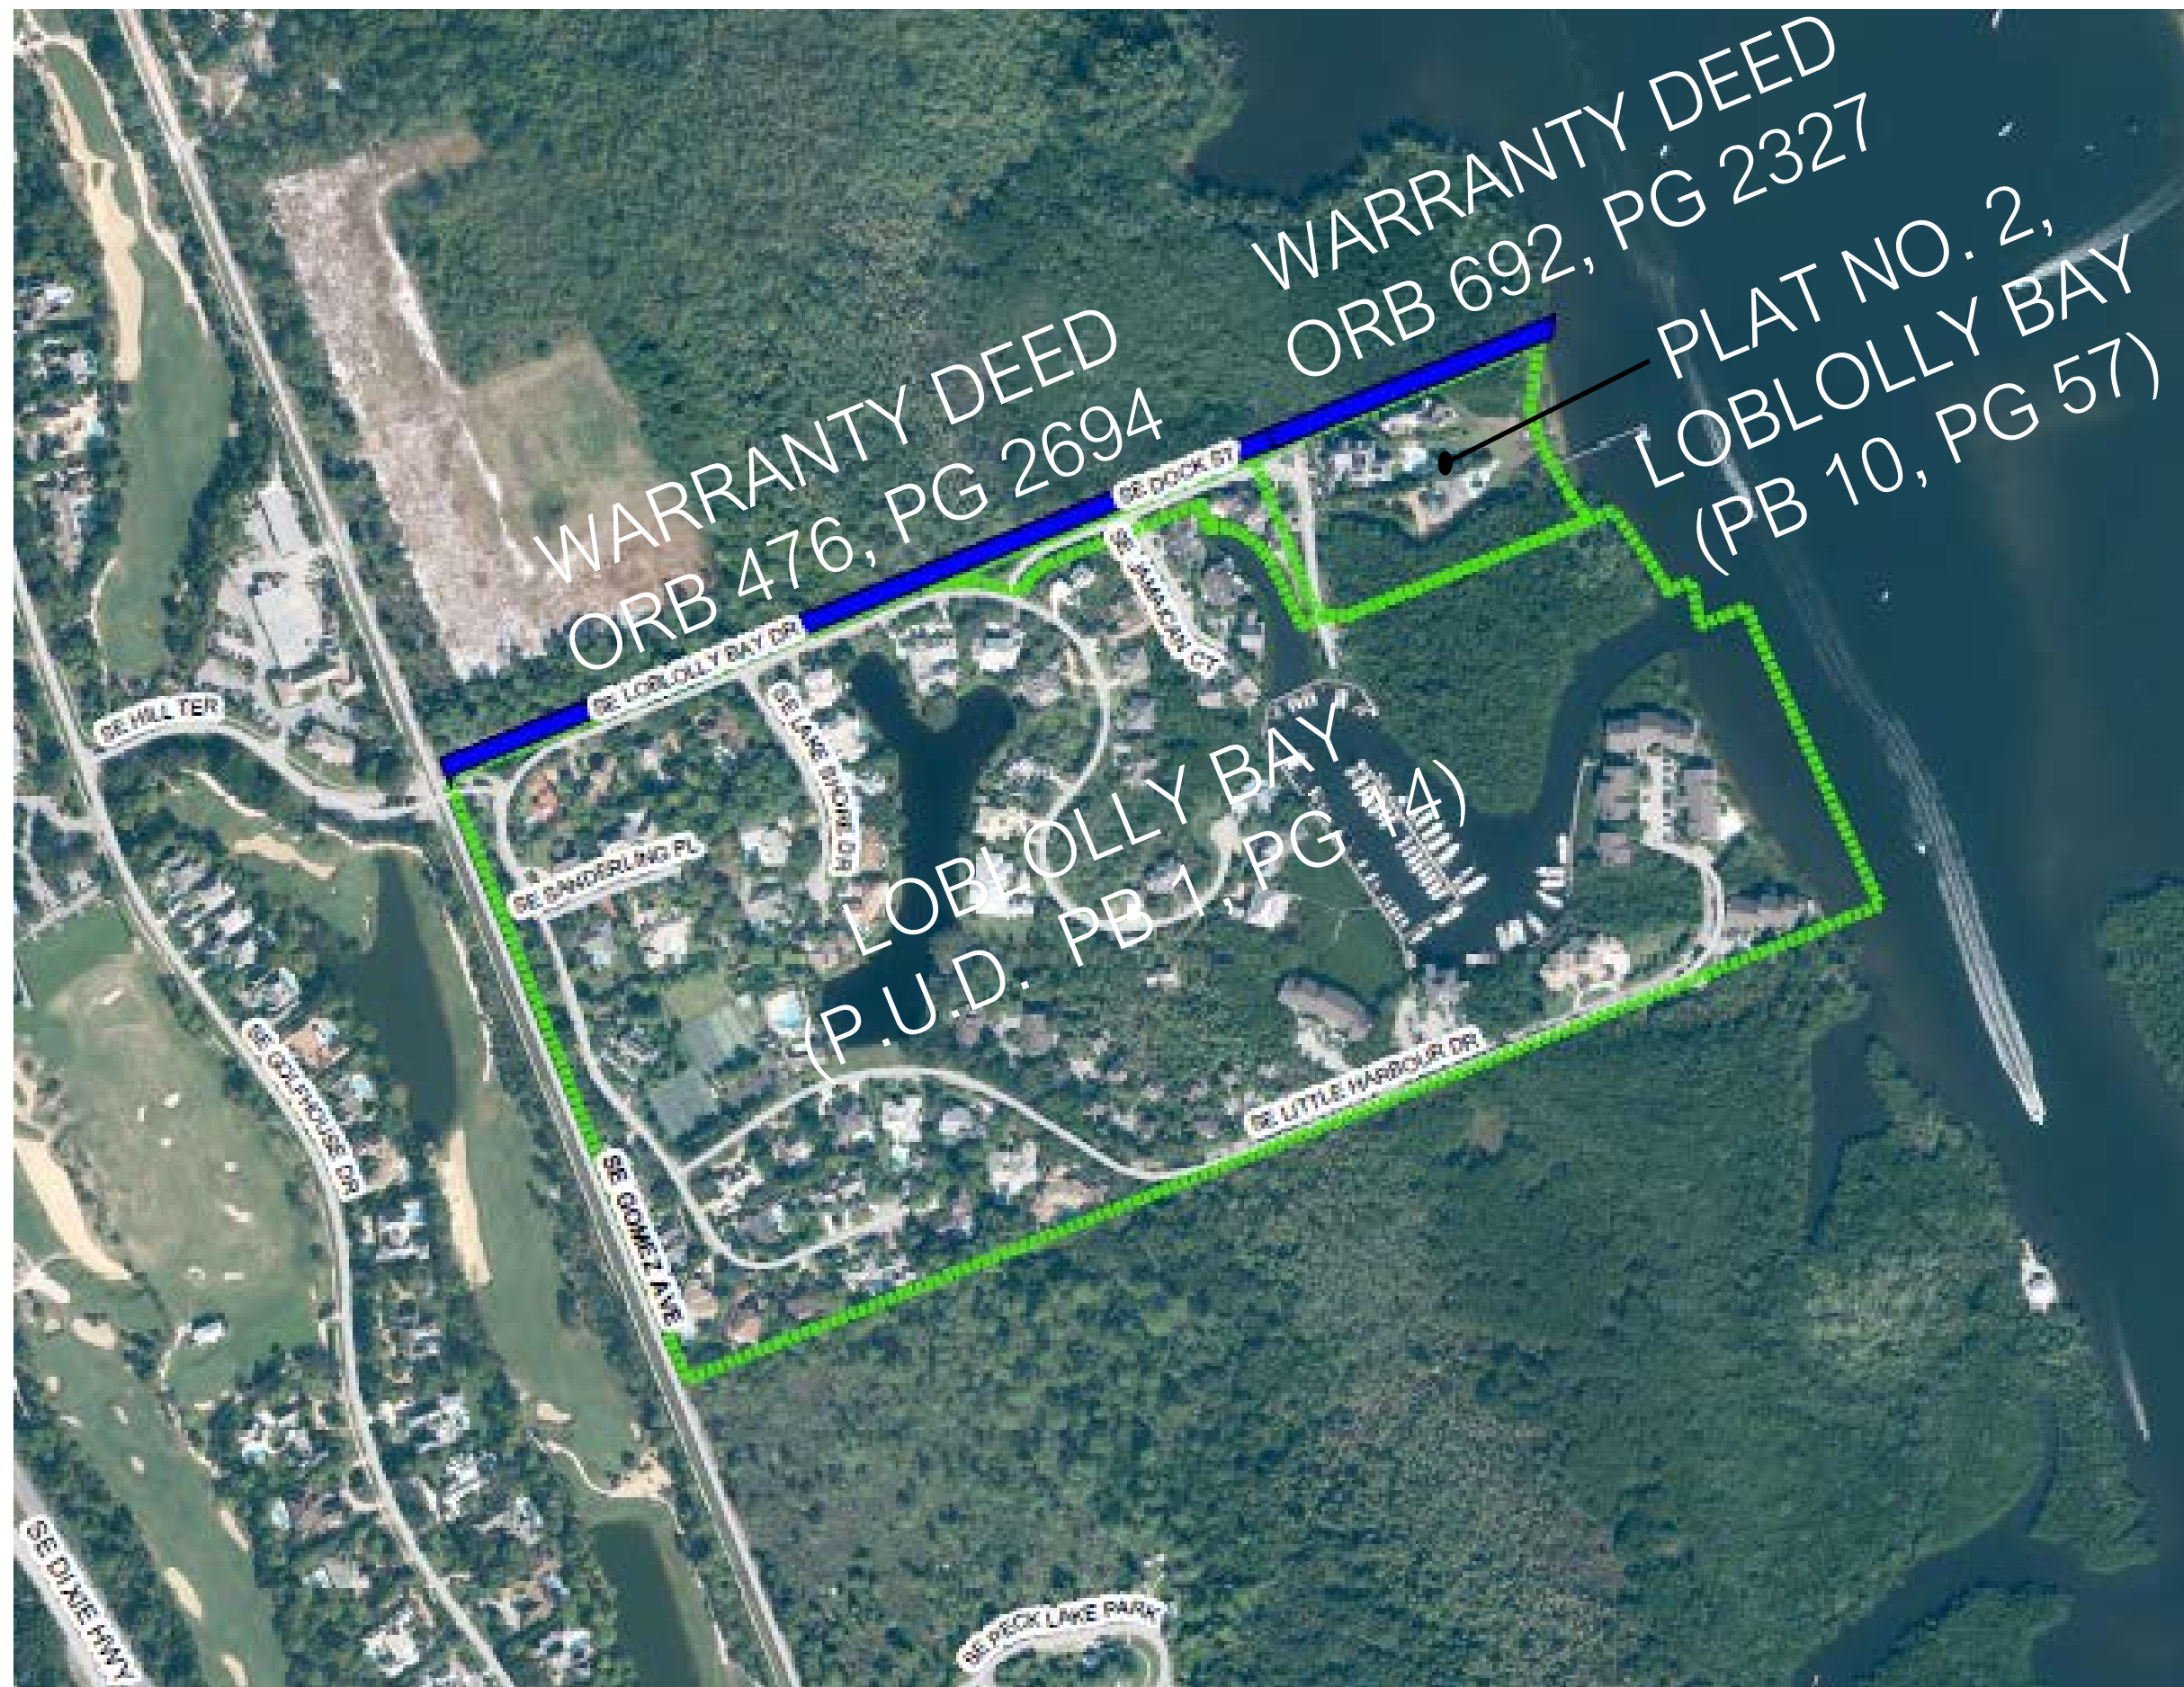 WARRANTY DEED
ORB 692, PG 2327
PLAT NO. 2,
LOBLOLLY BAY
(PB 10, PG 57)
WARRANTY DEED
ORB 476, PG 2694
SE DOCK ST
SE JAMAICAN CT
SE LOBLOLLY BAY DR
SE HILL TER
SE LAKE SHORE DR
SE SANDERLING PL
LOBLOLLY BAY
(P.U.D. PB 1, PG 14)
SE GOLFHOUSE DR
SE LITTLE HARBOUR DR
SE GOMEZ AVE
SE DIXIE HWY
SE PECK LAKE PARK